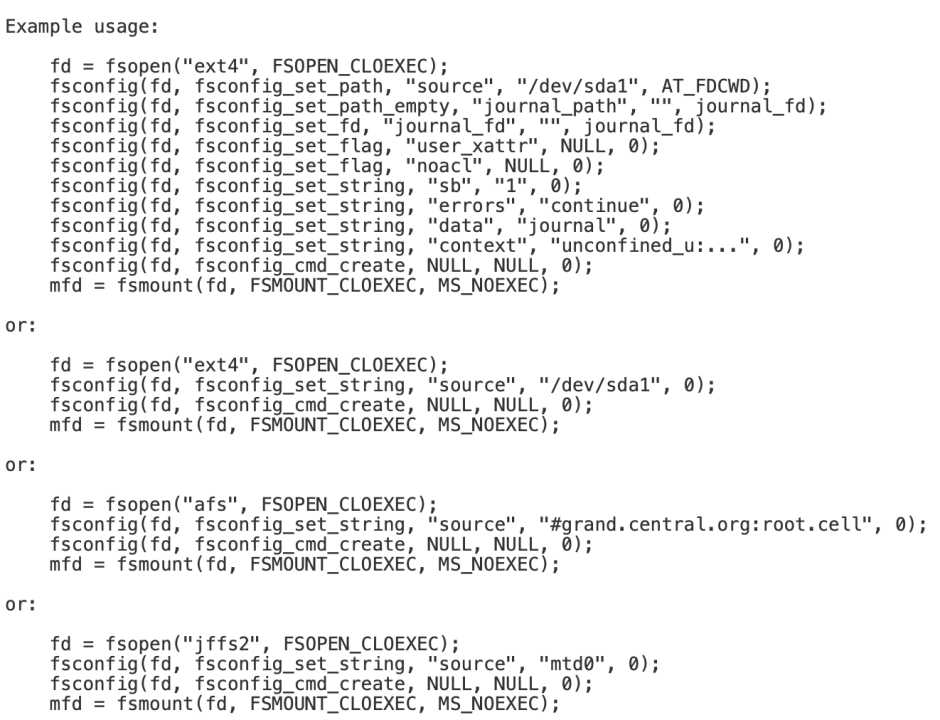 Example usage:
fd = fsopen("ext4", FSOPEN_CLOEXEC);
fsconfig(fd, fsconfig_set_path, "source", "/dev/sda1", AT_FDCWD);
fsconfig(fd, fsconfig_set_path_empty, "journal_path", "", journal_fd);
fsconfig(fd, fsconfig_set_fd, "journal_fd", "", journal_fd);
fsconfig(fd, fsconfig_set_flag, "user_xattr", NULL, 0);
fsconfig(fd, fsconfig_set_flag, "noacl", NULL, 0);
fsconfig(fd, fsconfig_set_string, "sb", "1", 0);
fsconfig(fd, fsconfig_set_string, "errors", "continue", 0);
fsconfig(fd, fsconfig_set_string, "data", "journal", 0);
fsconfig(fd, fsconfig_set_string, "context", "unconfined_u:...", 0);
fsconfig(fd, fsconfig_cmd_create, NULL, NULL, 0);
mfd = fsmount(fd, FSMOUNT_CLOEXEC, MS_NOEXEC);
or:
fd = fsopen("ext4", FSOPEN_CLOEXEC);
fsconfig(fd, fsconfig_set_string, "source", "/dev/sda1", 0);
fsconfig(fd, fsconfig_cmd_create, NULL, NULL, 0);
mfd = fsmount(fd, FSMOUNT_CLOEXEC, MS_NOEXEC);
or:
fd = fsopen("afs", FSOPEN_CLOEXEC);
fsconfig(fd, fsconfig_set_string, "source", "#grand.central.org:root.cell", 0);
fsconfig(fd, fsconfig_cmd_create, NULL, NULL, 0);
mfd = fsmount(fd, FSMOUNT_CLOEXEC, MS_NOEXEC);
or:
fd = fsopen("jffs2", FSOPEN_CLOEXEC);
fsconfig(fd, fsconfig_set_string, "source", "mtd0", 0);
fsconfig(fd, fsconfig_cmd_create, NULL, NULL, 0);
mfd = fsmount(fd, FSMOUNT_CLOEXEC, MS_NOEXEC);